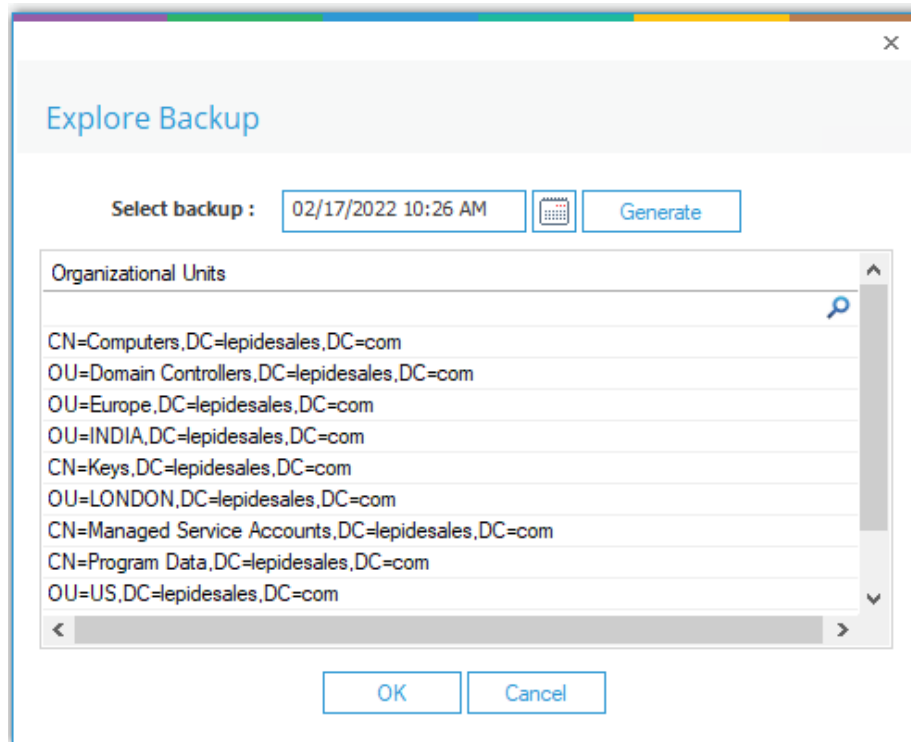 Explore Backup
Select backup : 02/17/2022 10:26 AM Generate
Organizational Units
CN=Computers,DC=lepidesales,DC=com
OU=Domain Controllers,DC=lepidesales,DC=com
OU=Europe,DC=lepidesales,DC=com
OU=INDIA,DC=lepidesales,DC=com
CN=Keys,DC=lepidesales,DC=com
OU=LONDON,DC=lepidesales,DC=com
CN=Managed Service Accounts,DC=lepidesales,DC=com
CN=Program Data,DC=lepidesales,DC=com
OU=US,DC=lepidesales,DC=com
OK Cancel